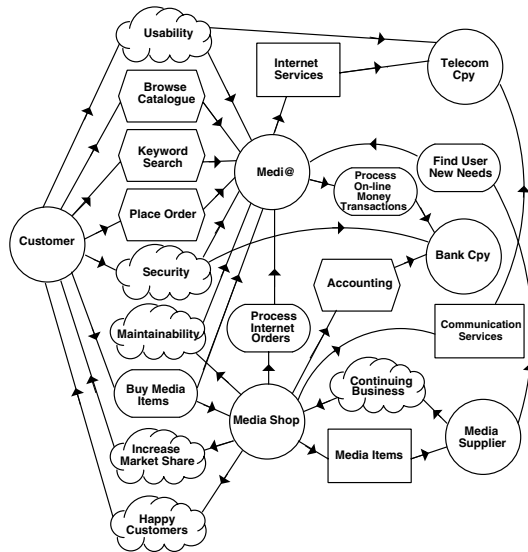 Usability
Internet
Services
Telecom
Cpy
Browse
Catalogue
Keyword
Search
Medi@
Process
On-line
Money
Transactions
Find User
New Needs
Place Order
Customer
Security
Bank Cpy
Accounting
Maintainability
Process
Internet
Orders
Communication
Services
Buy Media
Items
Media Shop
Continuing
Business
Media
Supplier
Increase
Market Share
Media Items
Happy
Customers